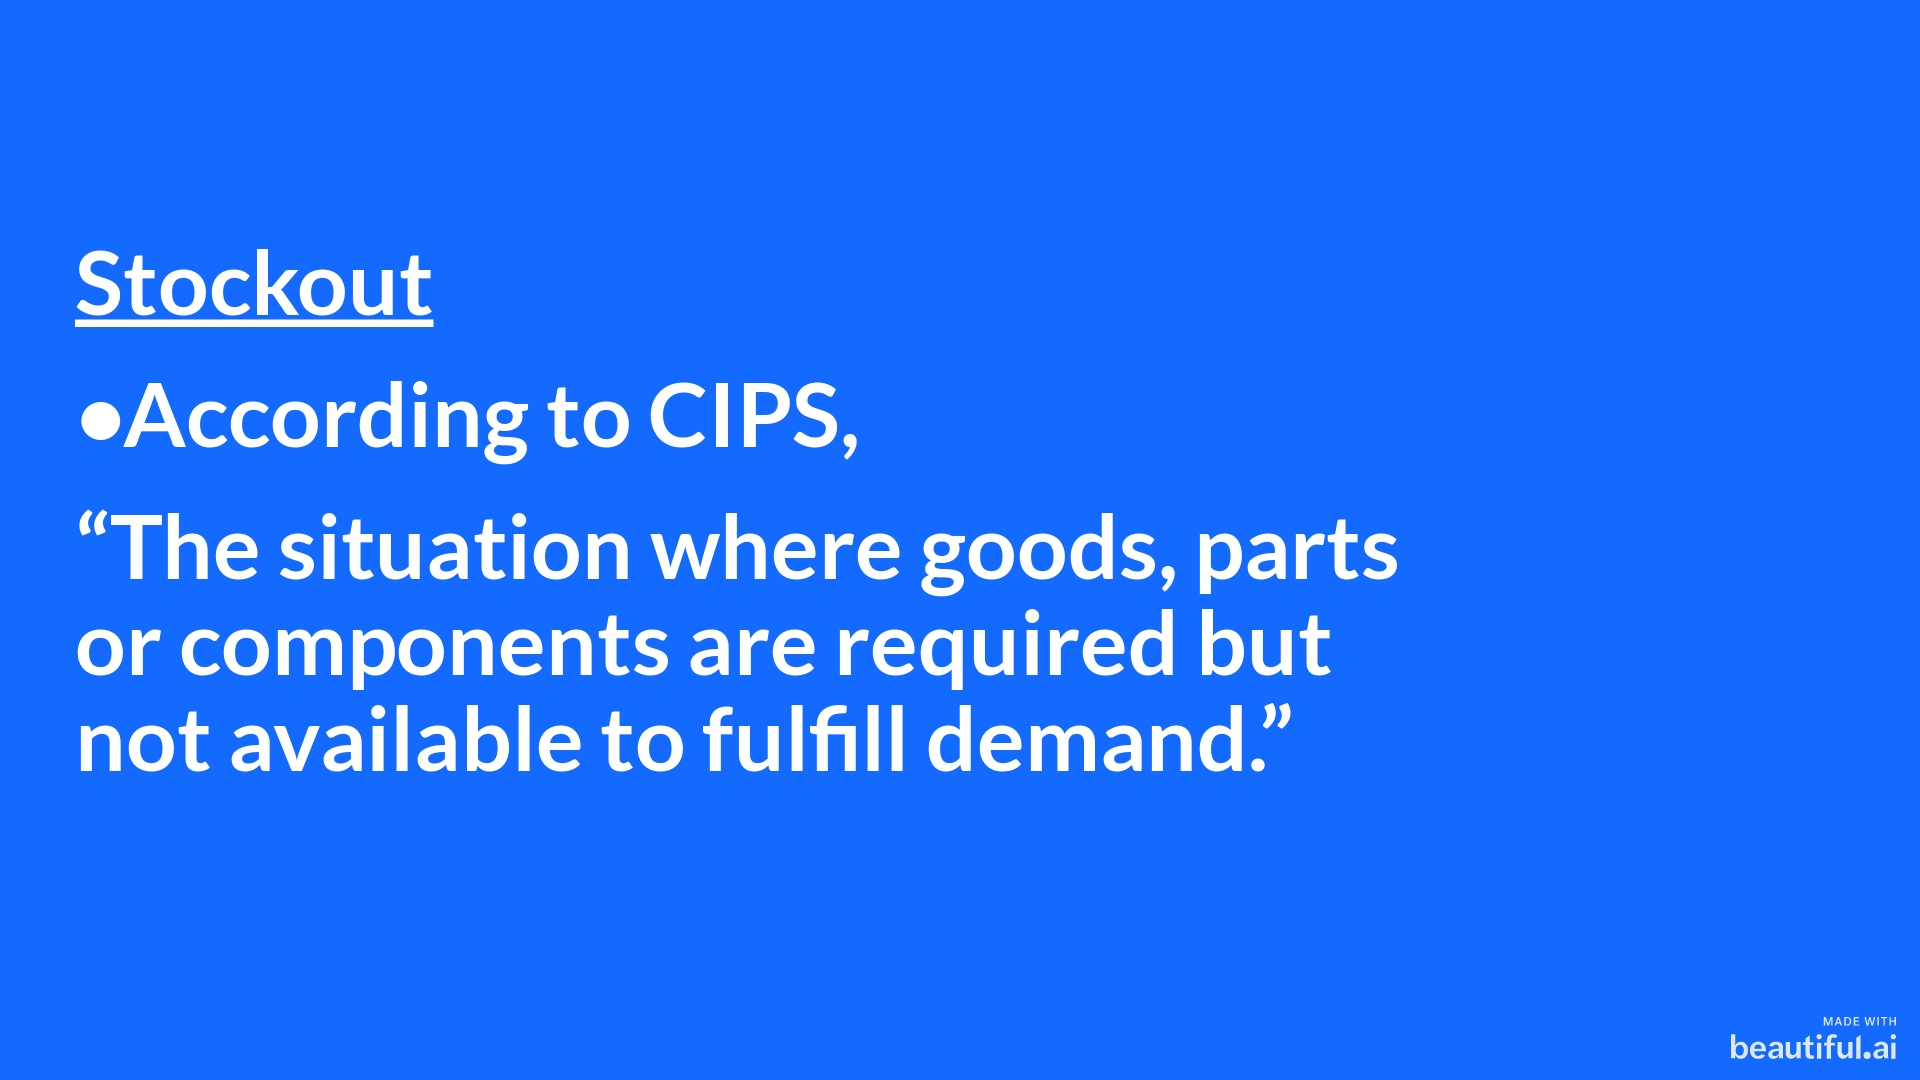 Stockout
•According to CIPS,
“The situation where goods, parts
or components are required but
not available to fulfill demand.”
MADE WITH
beautiful.ai